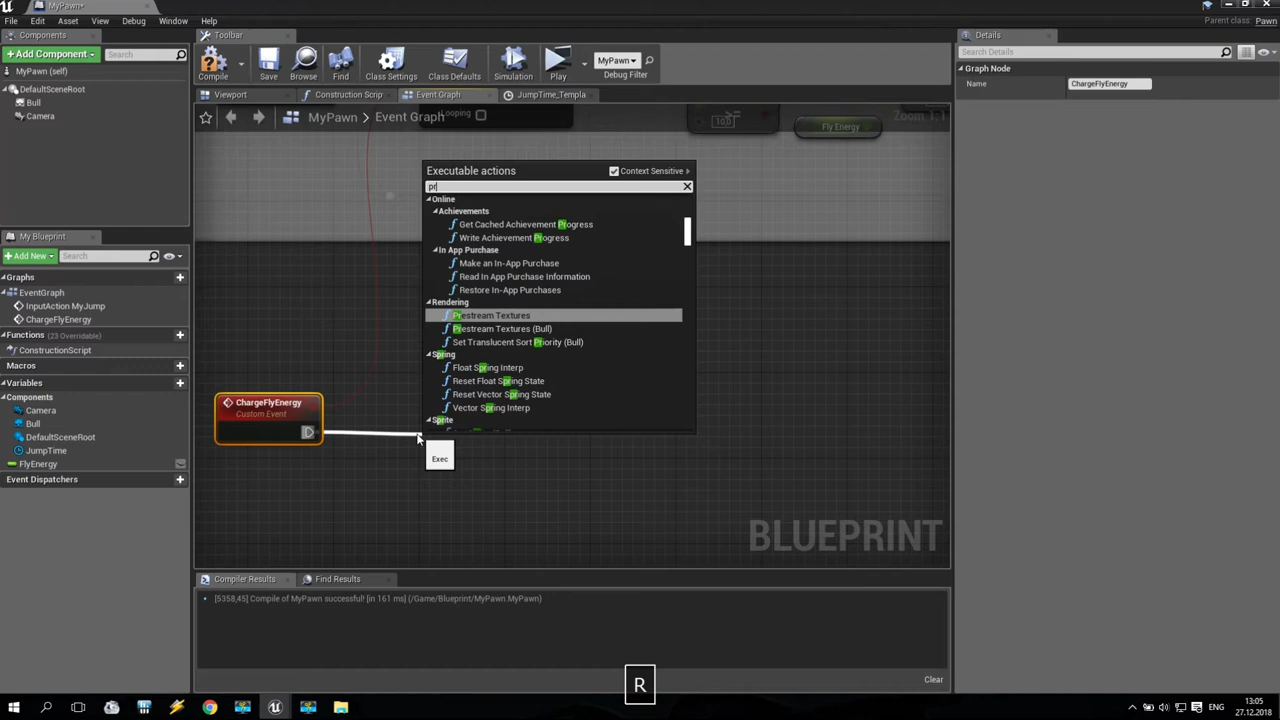 MyPawn*
File Edit Asset View Debug Window Help
Parent class: Pawn
Components
Toolbar
Details
+Add Component
Search
Search Details
MyPawn (self)
DefaultSceneRoot
Bull
Camera
Compile Save Browse Find Class Settings Class Defaults Simulation Play
MyPawn
Debug Filter
Graph Node
Name ChargeFlyEnergy
Viewport Construction Scrip Event Graph JumpTime_Templa
MyPawn > Event Graph
Looping
10,0
Fly Energy
Zoom 1:1
Executable actions
Context Sensitive
pr
Online
Achievements
Get Cached Achievement Progress
Write Achievement Progress
In App Purchase
Make an In-App Purchase
Read In App Purchase Information
Restore In-App Purchases
Rendering
Prestream Textures
Prestream Textures (Bull)
Set Translucent Sort Priority (Bull)
Spring
Float Spring Interp
Reset Float Spring State
Reset Vector Spring State
Vector Spring Interp
Sprite
ChargeFlyEnergy
Custom Event
Exec
BLUEPRINT
My Blueprint
+Add New
Search
Graphs
EventGraph
InputAction MyJump
ChargeFlyEnergy
Functions (23 Overridable)
ConstructionScript
Macros
Variables
Components
Camera
Bull
DefaultSceneRoot
JumpTime
FlyEnergy
Event Dispatchers
Compiler Results
Find Results
[5358,45] Compile of MyPawn successful! [in 161 ms] (/Game/Blueprint/MyPawn.MyPawn)
Clear
R
ENG
13:05
27.12.2018